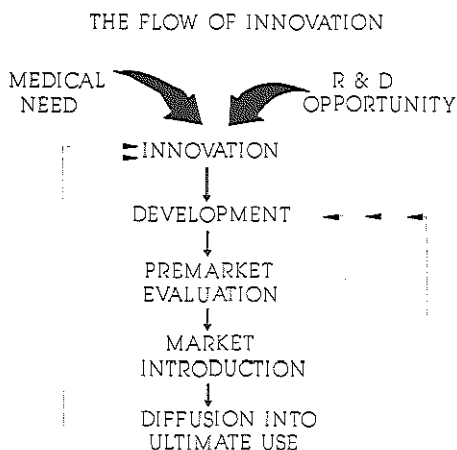 THE FLOW OF INNOVATION
MEDICAL
NEED
R & D
OPPORTUNITY
INNOVATION
DEVELOPMENT
PREMARKET
EVALUATION
MARKET
INTRODUCTION
DIFFUSION INTO
ULTIMATE USE